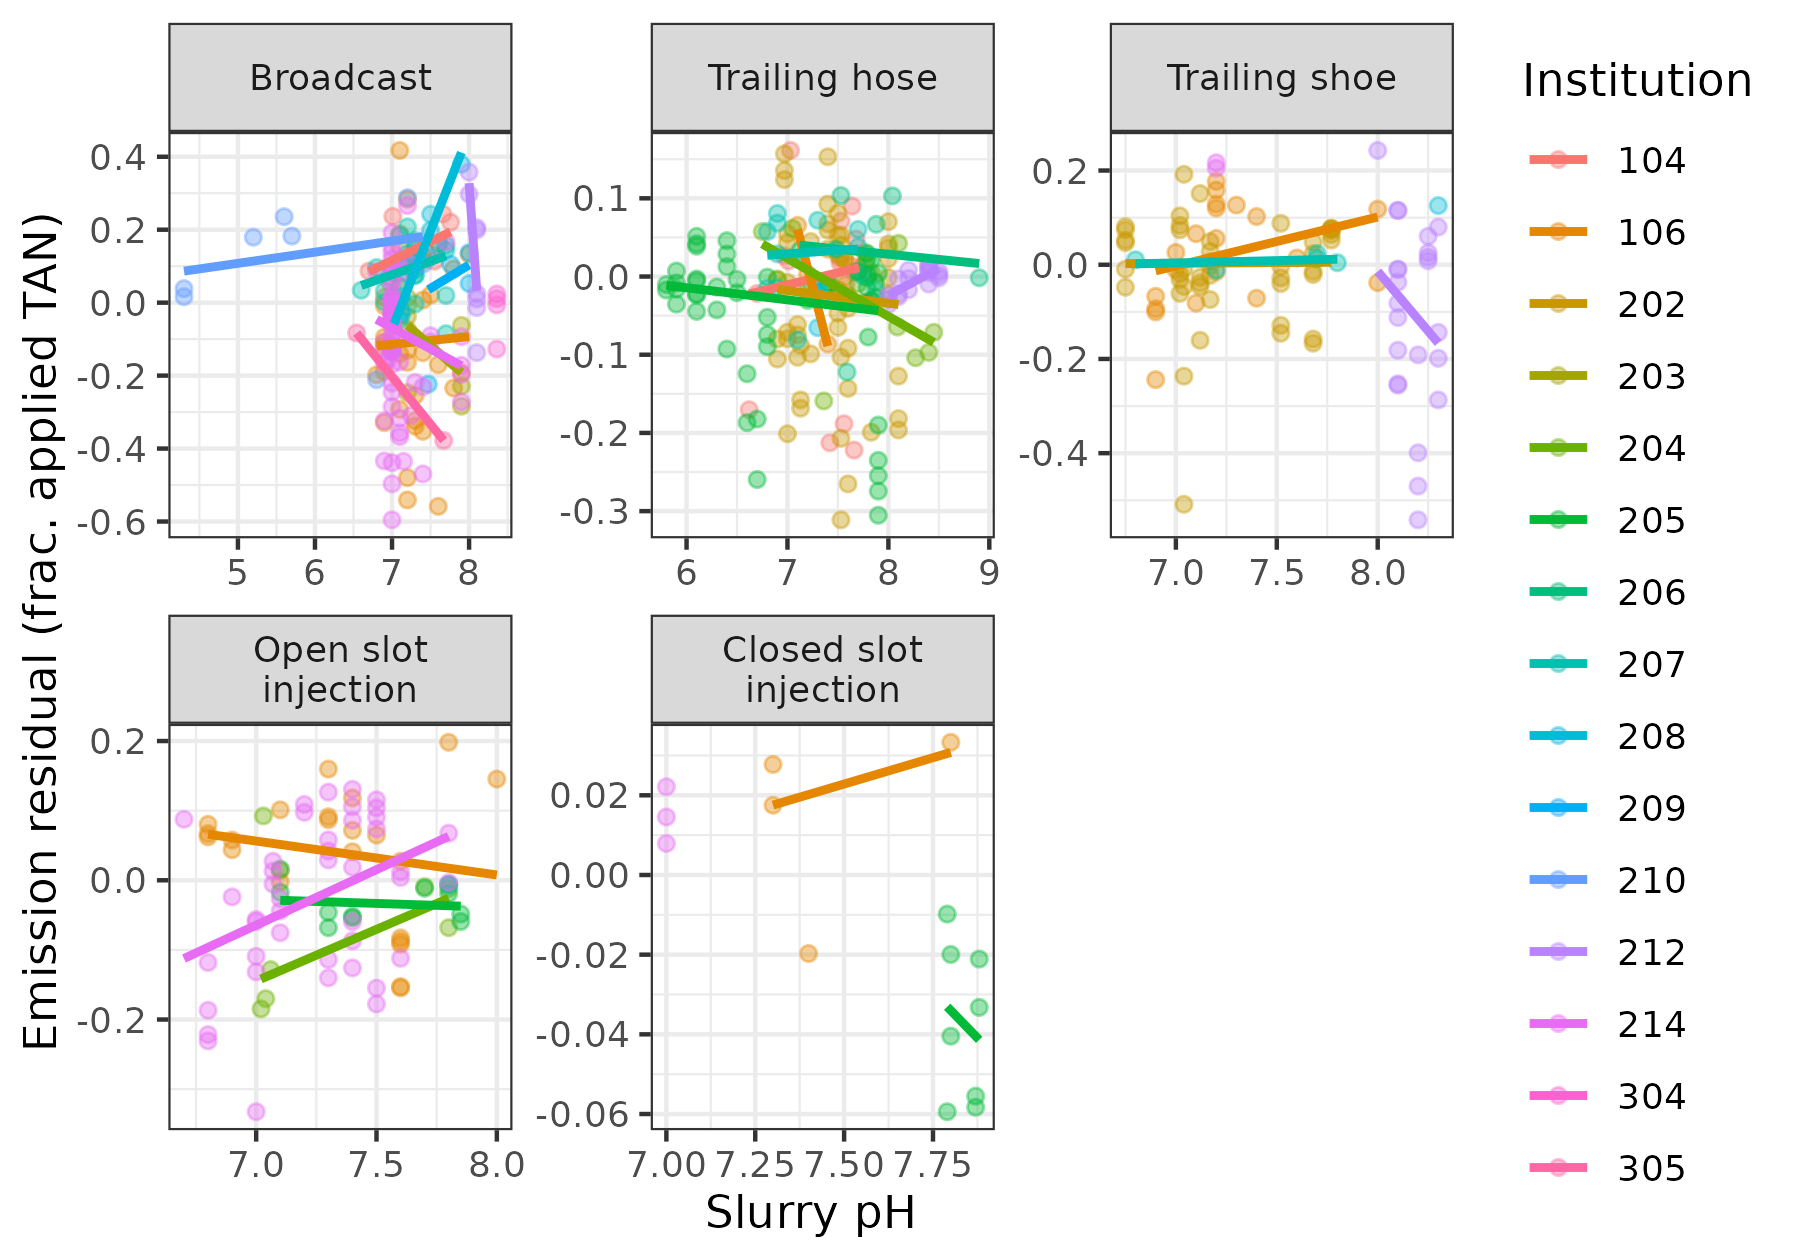 Broadcast
Trailing hose
Trailing shoe
0.4
0.2
0.0
-0.2
-0.4
-0.6
5 6 7 8
0.1
0.0
-0.1
-0.2
-0.3
6 7 8 9
0.2
0.0
-0.2
-0.4
7.0 7.5 8.0
Open slot
injection
Closed slot
injection
0.2
0.0
-0.2
7.0 7.5 8.0
0.02
0.00
-0.02
-0.04
-0.06
7.00 7.25 7.50 7.75
Emission residual (frac. applied TAN)
Slurry pH
Institution
104
106
202
203
204
205
206
207
208
209
210
212
214
304
305